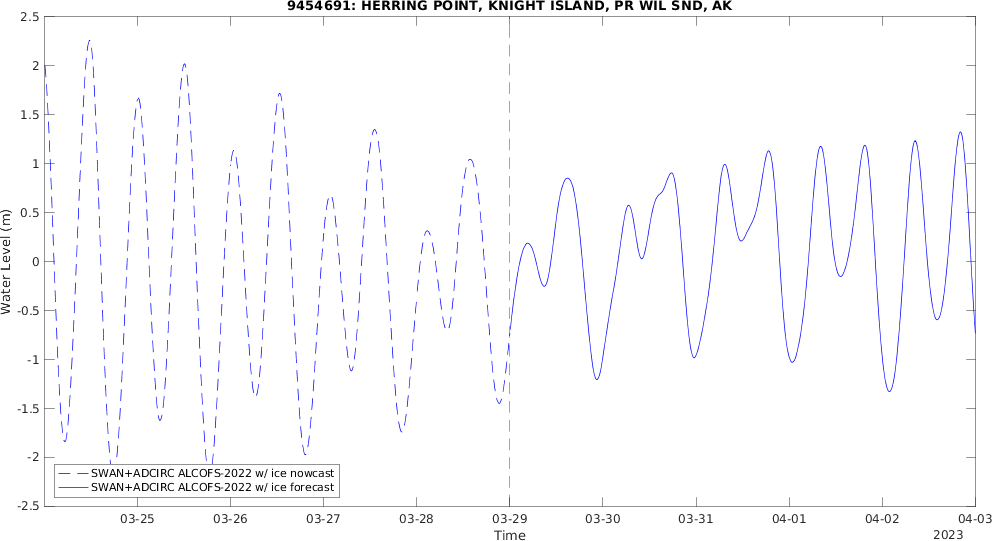 9454691: HERRING POINT, KNIGHT ISLAND, PR WIL SND, AK
2.5
2
1.5
1
0.5
0
-0.5
-1
-1.5
-2
-2.5
Water Level (m)
SWAN+ADCIRC ALCOFS-2022 w/ ice nowcast
SWAN+ADCIRC ALCOFS-2022 w/ ice forecast
03-25 03-26 03-27 03-28 03-29 03-30 03-31 04-01 04-02 04-03
Time
2023